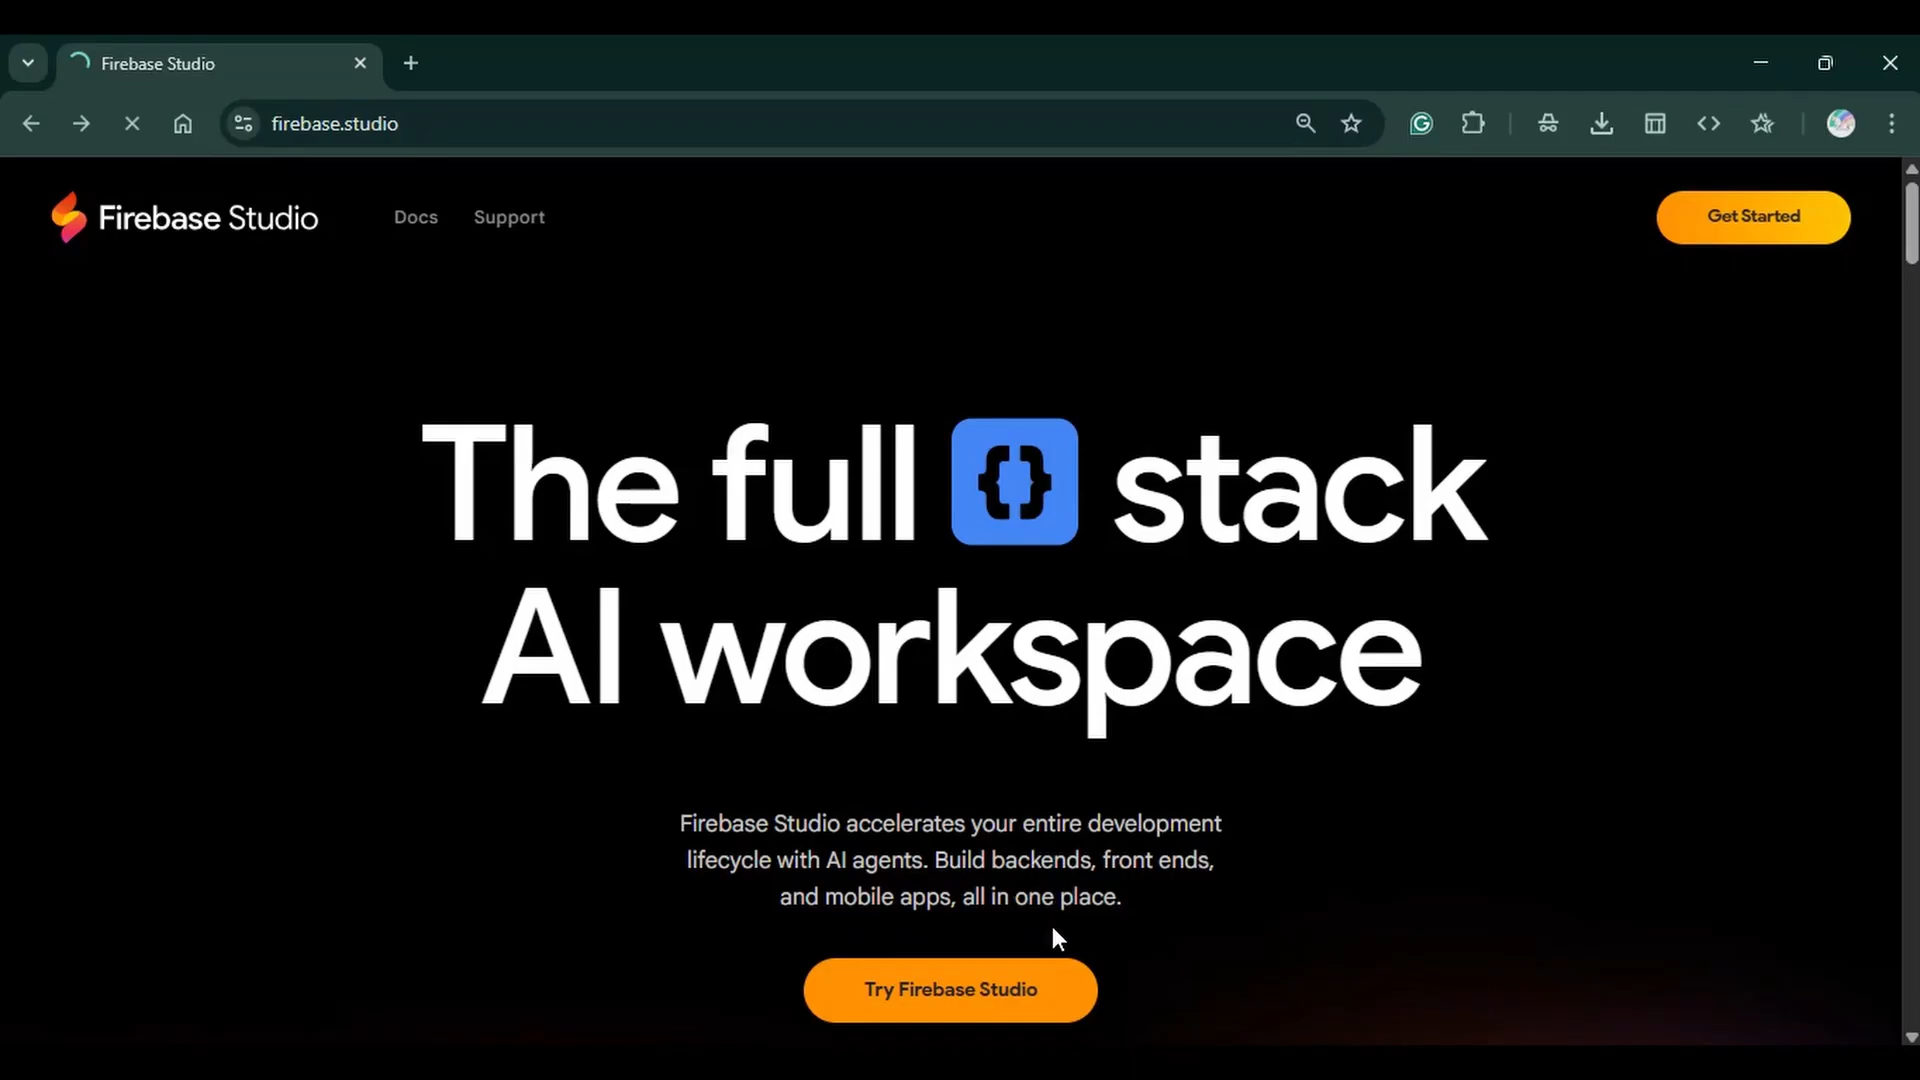 Firebase Studio
firebase.studio
Firebase Studio
Docs
Support
Get Started
The full {} stack
AI workspace
Firebase Studio accelerates your entire development
lifecycle with AI agents. Build backends, front ends,
and mobile apps, all in one place.
Try Firebase Studio